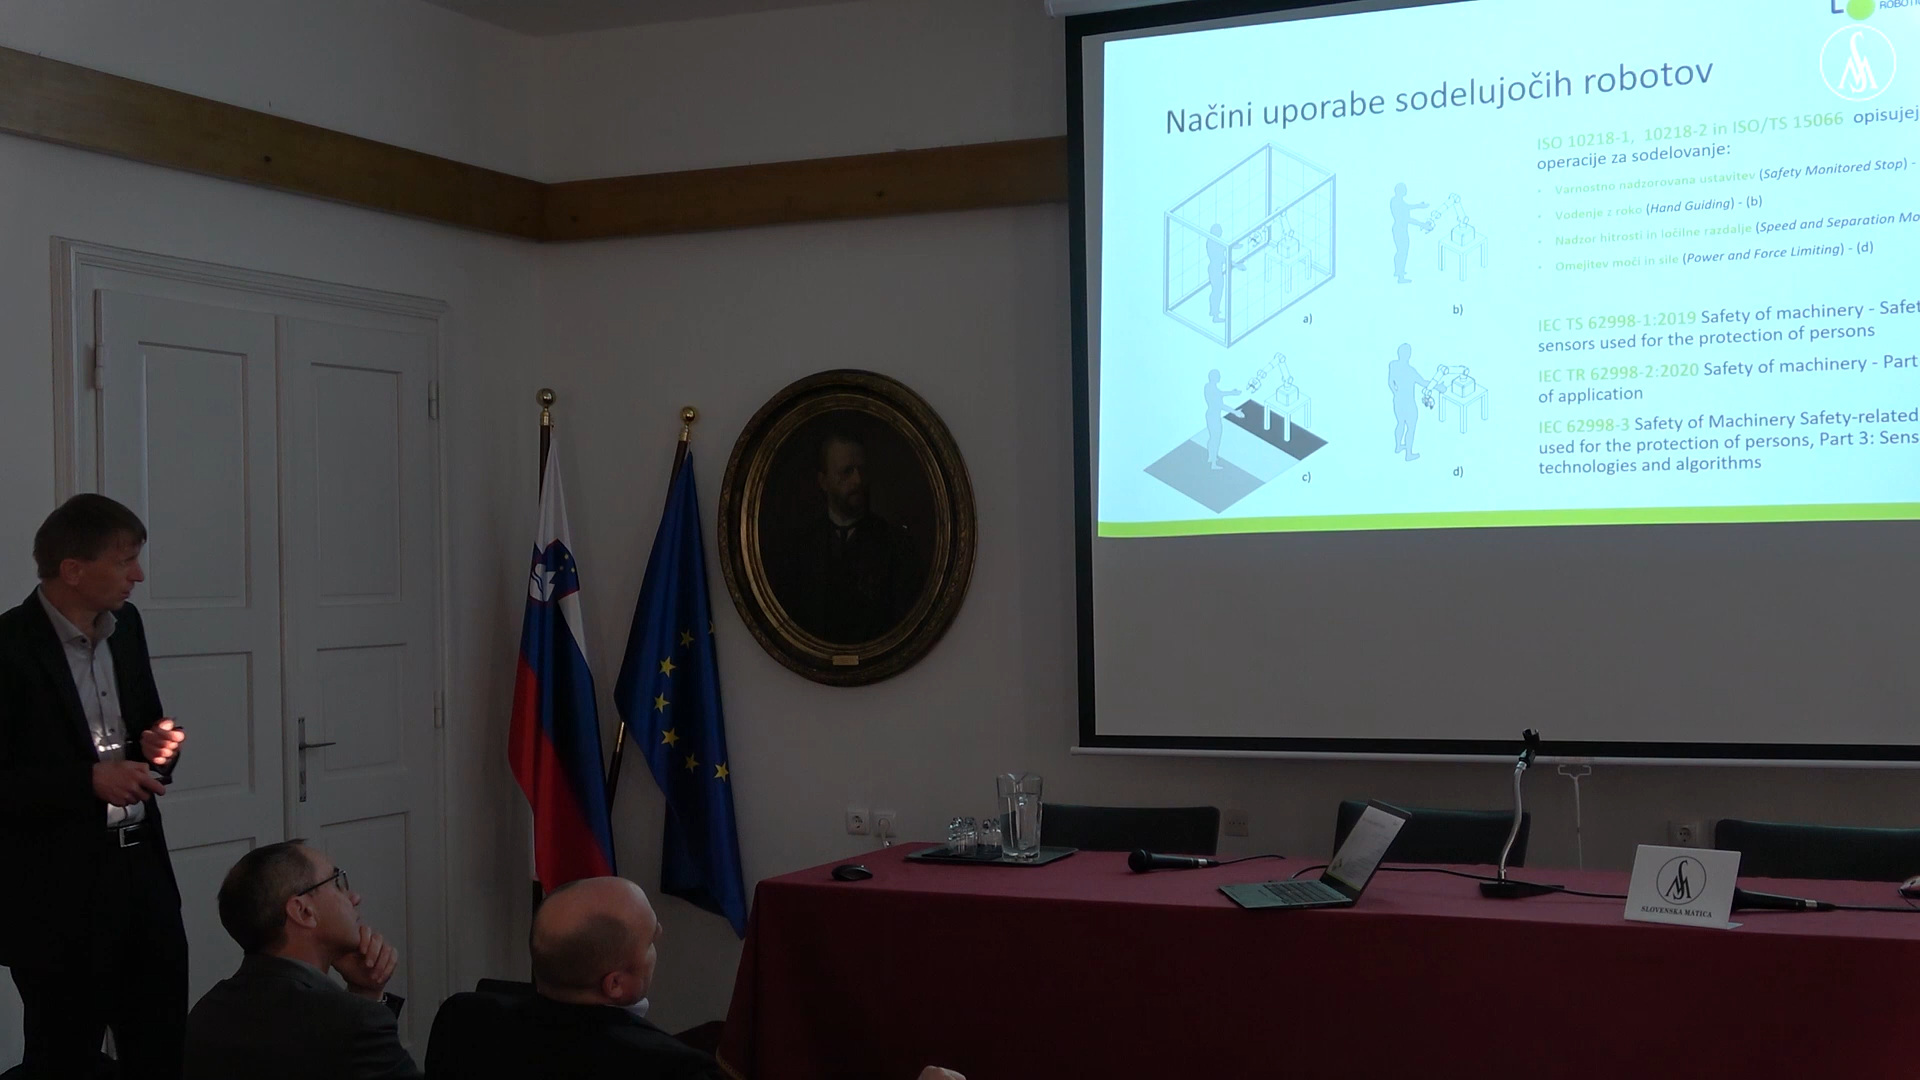 L
ROBOTI
Načini uporabe sodelujočih robotov
ISO 10218-1, 10218-2 in ISO/TS 15066 opisujej
operacije za sodelovanje:
• Varnostno nadzorovana ustavitev (Safety Monitored Stop) -
• Vodenje z roko (Hand Guiding) - (b)
• Nadzor hitrosti in ločilne razdalje (Speed and Separation Mo
• Omejitev moči in sile (Power and Force Limiting) - (d)
a)
b)
c)
d)
IEC TS 62998-1:2019 Safety of machinery - Safet
sensors used for the protection of persons
IEC TR 62998-2:2020 Safety of machinery - Part
of application
IEC 62998-3 Safety of Machinery Safety-related
used for the protection of persons, Part 3: Sens
technologies and algorithms
SLOVENSKA MATICA